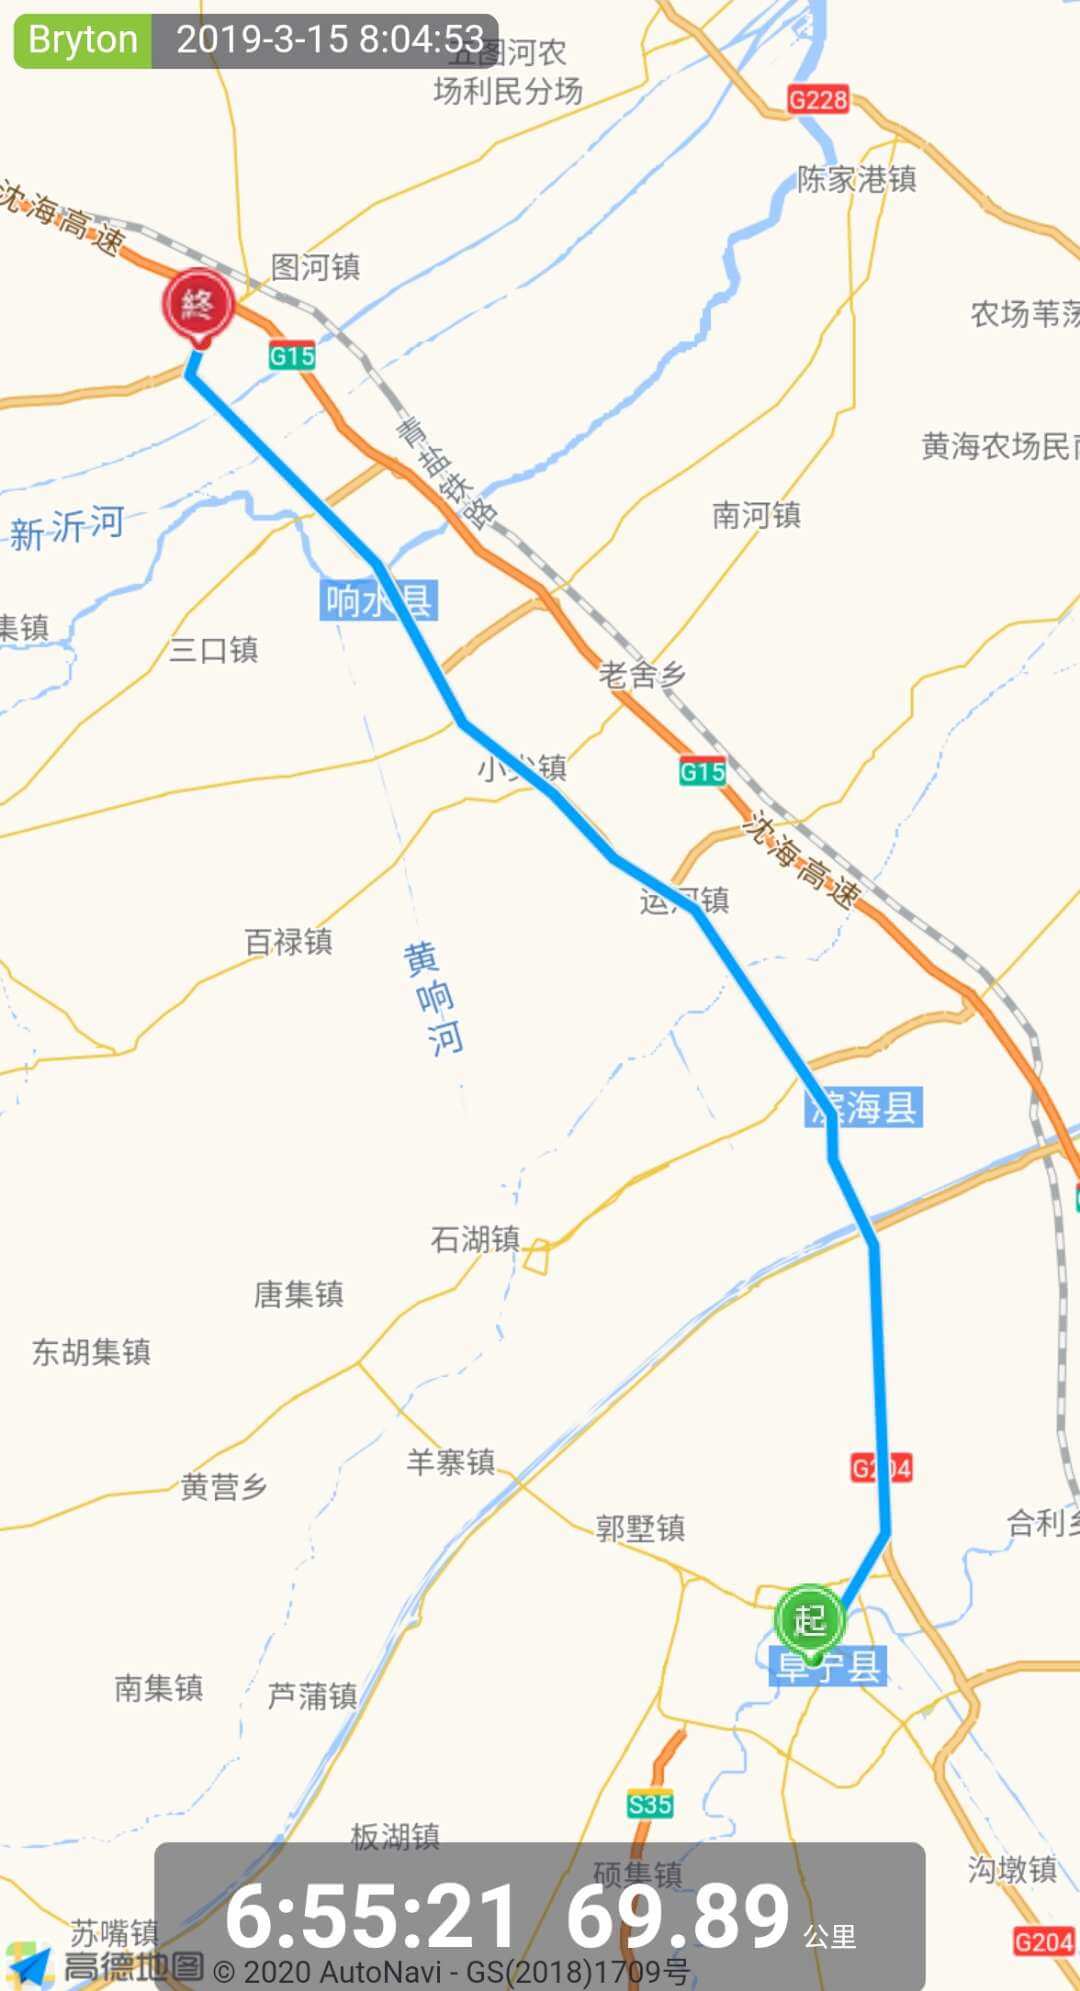 Bryton 2019-3-15 8:04:53
五图河农
场利民分场
G228
陈家港镇
沈海高速
图河镇
終
农场苇荡
G15
青盐铁路
黄海农场民
南河镇
新沂河
响水县
集镇
三口镇
老舍乡
小尖镇
G15
沈海高速
运河镇
百禄镇
黄响河
滨海县
石湖镇
唐集镇
东胡集镇
羊寨镇
G204
黄营乡
合利乡
郭墅镇
起
阜宁县
南集镇
芦蒲镇
S35
板湖镇
硕集镇
沟墩镇
6:55:21 69.89 公里
苏嘴镇
G204
高德地图 © 2020 AutoNavi - GS(2018)1709号